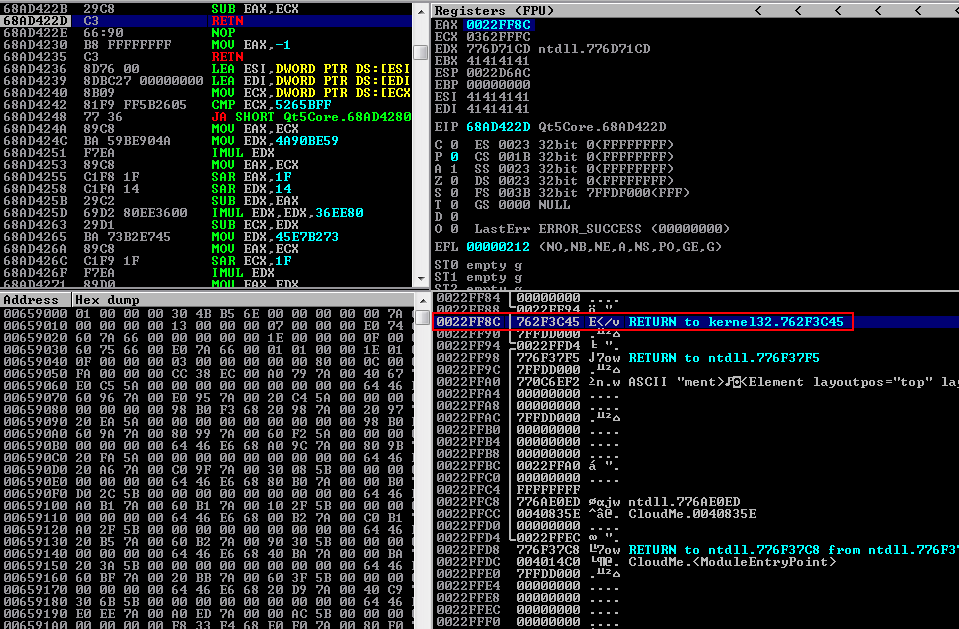 68AD422B 29C8 SUB EAX,ECX
68AD422D C3 RETN
68AD422E 66:90 NOP
68AD4230 B8 FFFFFFFF MOV EAX,-1
68AD4235 C3 RETN
68AD4236 8D76 00 LEA ESI,DWORD PTR DS:[ESI
68AD4239 8DBC27 00000000 LEA EDI,DWORD PTR DS:[EDI
68AD4240 8B09 MOV ECX,DWORD PTR DS:[ECX
68AD4242 81F9 FF5B2605 CMP ECX,5265BFF
68AD4248 77 36 JA SHORT Qt5Core.68AD4280
68AD424A 89C8 MOV EAX,ECX
68AD424C BA 59BE904A MOV EDX,4A90BE59
68AD4251 F7EA IMUL EDX
68AD4253 89C8 MOV EAX,ECX
68AD4255 C1F8 1F SAR EAX,1F
68AD4258 C1FA 14 SAR EDX,14
68AD425B 29C2 SUB EDX,EAX
68AD425D 69D2 80EE3600 IMUL EDX,EDX,36EE80
68AD4263 29D1 SUB ECX,EDX
68AD4265 BA 73B2E745 MOV EDX,45E7B273
68AD426A 89C8 MOV EAX,ECX
68AD426C C1F9 1F SAR ECX,1F
68AD426F F7EA IMUL EDX
68AD4271 89D0 MOV EAX,EDX
Registers (FPU) < < < < < <
EAX 0022FF8C
ECX 0362FFFC
EDX 776D71CD ntdll.776D71CD
EBX 41414141
ESP 0022D6AC
EBP 00000000
ESI 41414141
EDI 41414141
EIP 68AD422D Qt5Core.68AD422D
C 0 ES 0023 32bit 0(FFFFFFFF)
P 0 CS 001B 32bit 0(FFFFFFFF)
A 1 SS 0023 32bit 0(FFFFFFFF)
Z 0 DS 0023 32bit 0(FFFFFFFF)
S 0 FS 003B 32bit 7FFDF000(FFF)
T 0 GS 0000 NULL
D 0
O 0 LastErr ERROR_SUCCESS (00000000)
EFL 00000212 (NO,NB,NE,A,NS,PO,GE,G)
ST0 empty g
ST1 empty g
ST2 empty g
Address Hex dump
00659000 01 00 00 00 30 4B B5 6E 00 00 00 00 00 7A
00659010 00 00 00 00 13 00 00 00 07 00 00 00 E0 74
00659020 60 7A 66 00 00 00 00 00 1E 00 00 00 0F 00
00659030 60 75 66 00 E0 7A 66 00 01 01 00 00 1E 01
00659040 0F 00 00 00 03 00 00 00 00 00 80 00 0C 00
00659050 FA 00 00 00 CC 38 EC 00 A0 79 7A 00 40 67
00659060 E0 C5 5A 00 00 00 00 00 00 00 00 00 64 46
00659070 60 96 7A 00 E0 95 7A 00 20 C4 5A 00 00 00
00659080 00 00 00 00 98 B0 F3 68 20 98 7A 00 20 97
00659090 20 EA 5A 00 00 00 00 00 00 00 00 00 98 B0
006590A0 60 9A 7A 00 80 99 7A 00 60 F2 5A 00 00 00
006590B0 00 00 00 00 64 46 E6 68 A0 9C 7A 00 80 9B
006590C0 20 FA 5A 00 00 00 00 00 00 00 00 00 64 46
006590D0 20 A6 7A 00 C0 9F 7A 00 30 08 5B 00 00 00
006590E0 00 00 00 00 64 46 E6 68 80 B0 7A 00 00 B0
006590F0 D0 2C 5B 00 00 00 00 00 00 00 00 00 64 46
00659100 A0 B1 7A 00 60 B1 7A 00 10 2F 5B 00 00 00
00659110 00 00 00 00 64 46 E6 68 00 B2 7A 00 C0 B1
00659120 A0 2F 5B 00 00 00 00 00 00 00 00 00 64 46
00659130 20 B5 7A 00 60 B2 7A 00 90 30 5B 00 00 00
00659140 00 00 00 00 64 46 E6 68 40 BA 7A 00 00 BA
00659150 20 3A 5B 00 00 00 00 00 00 00 00 00 64 46
00659160 60 BF 7A 00 20 BB 7A 00 60 3F 5B 00 00 00
00659170 00 00 00 00 64 46 E6 68 20 D9 7A 00 40 C9
00659180 30 6B 5B 00 00 00 00 00 00 00 00 00 64 46
00659190 E0 EE 7A 00 A0 ED 7A 00 00 AC 5B 00 00 00
0022FF84 00000000 ....
0022FF88 0022FF94
0022FF8C 762F3C45 E</v RETURN to kernel32.762F3C45
0022FF90 7FFDD000
0022FF94 0022FFD4
0022FF98 776F37F5 RETURN to ntdll.776F37F5
0022FF9C 7FFDD000
0022FFA0 770C6EF2 ASCII "ment>♪◘<Element layoutpos="top" lay
0022FFA4 00000000 ....
0022FFA8 00000000 ....
0022FFAC 7FFDD000
0022FFB0 00000000 ....
0022FFB4 00000000 ....
0022FFB8 00000000 ....
0022FFBC 0022FFA0 á ".
0022FFC0 00000000 ....
0022FFC4 FFFFFFFF
0022FFC8 776AE0ED ntdll.776AE0ED
0022FFCC 0040835E ^â@. CloudMe.0040835E
0022FFD0 00000000 ....
0022FFD4 0022FFEC ∞ ".
0022FFD8 776F37C8 RETURN to ntdll.776F37C8 from ntdll.776F37
0022FFDC 004014C0 CloudMe.<ModuleEntryPoint>
0022FFE0 7FFDD000
0022FFE4 00000000 ....
0022FFE8 00000000 ....
0022FFEC 00000000 ....
0022FFF0 00000000 ....